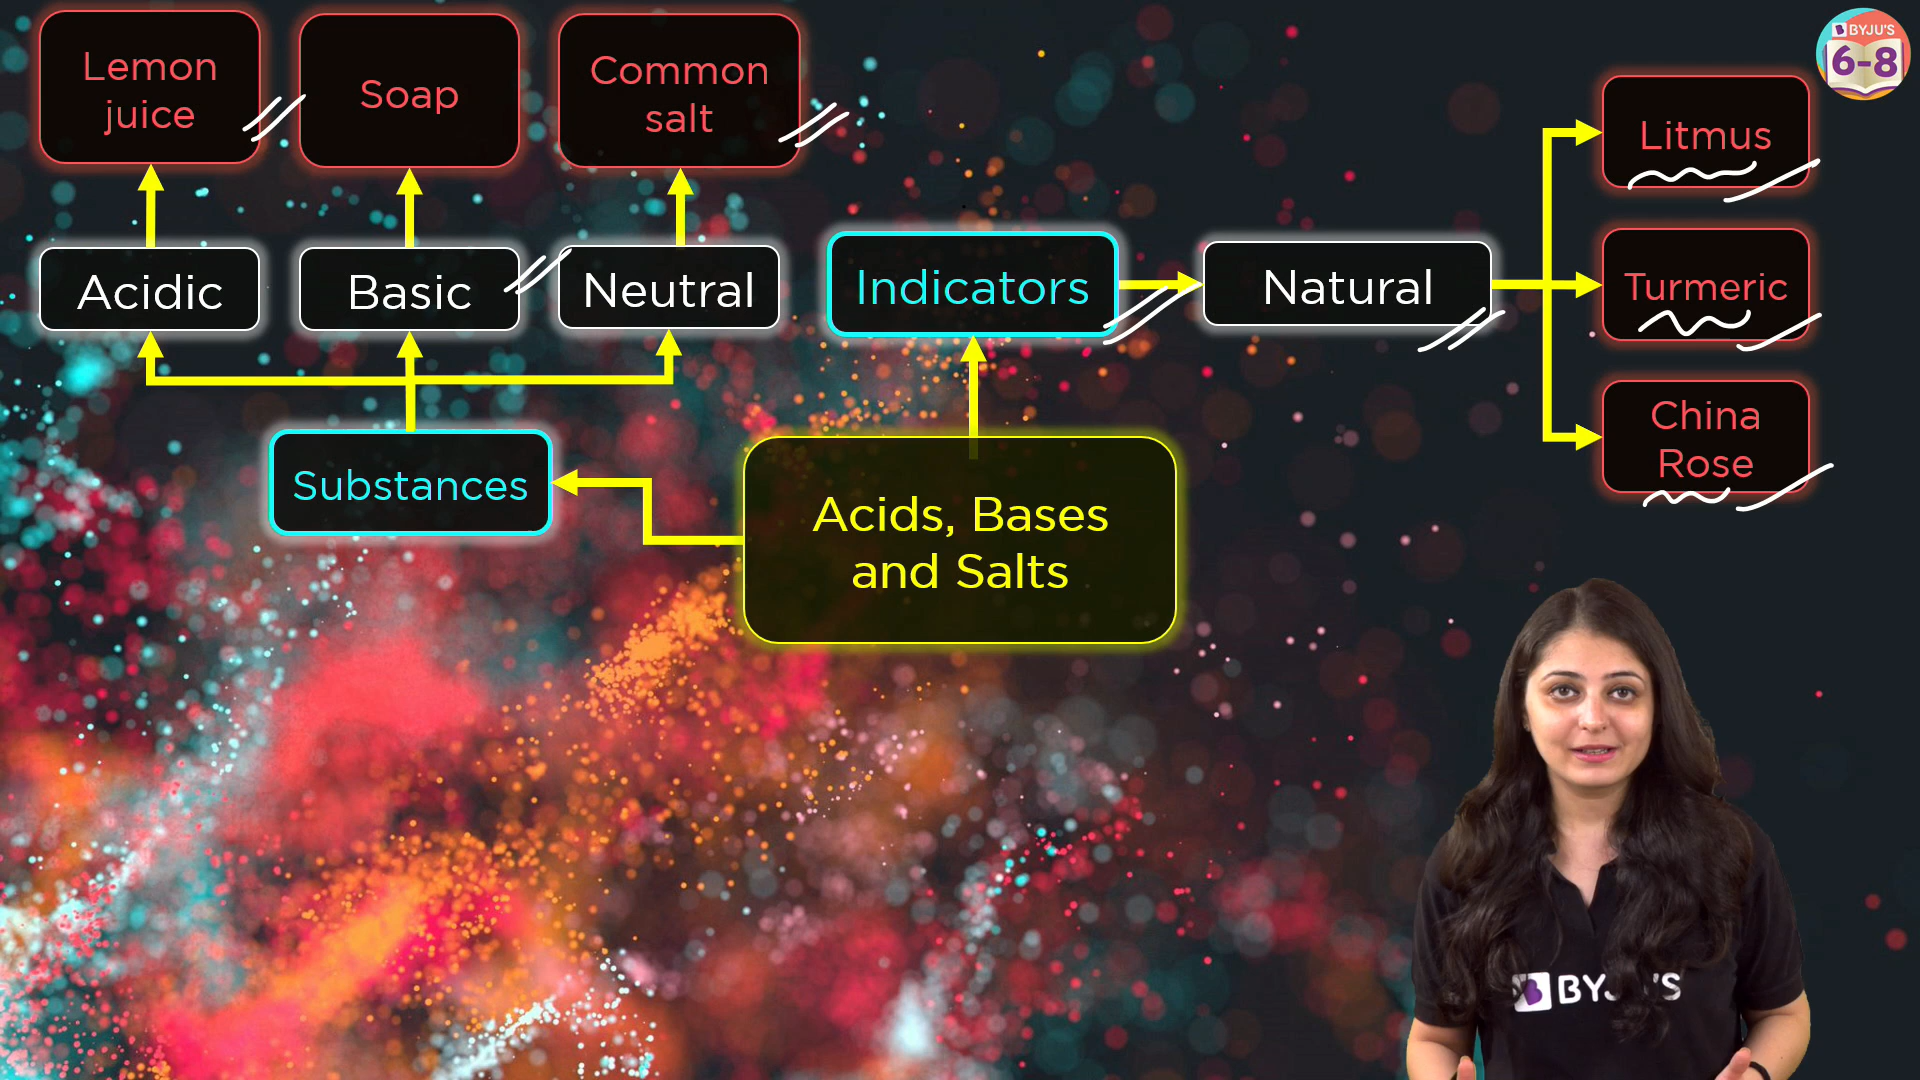 Lemon
juice
Soap
Common
salt
BYJU'S
6-8
Litmus
Acidic
Basic
Neutral
Indicators
Natural
Turmeric
China
Rose
Substances
Acids, Bases
and Salts
BYJU'S